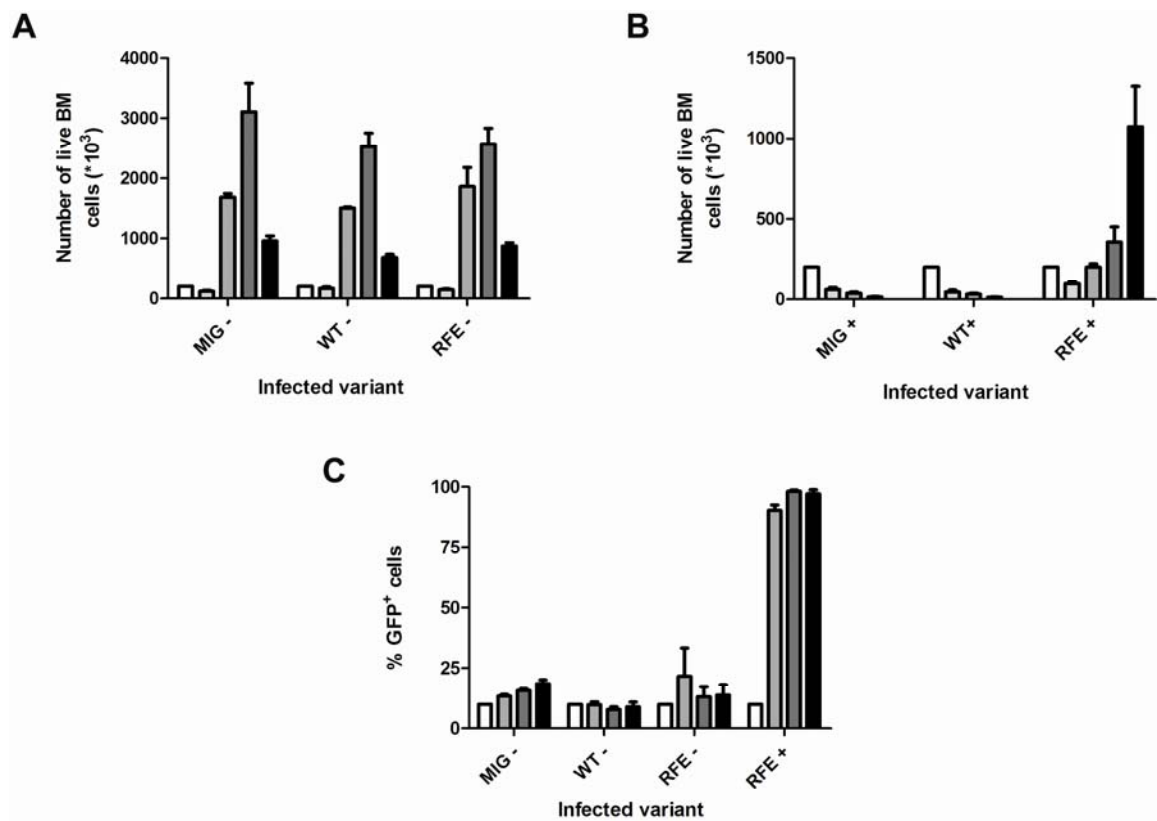 A
Number of live BM
cells (*10³)
4000
3000
2000
1000
0
MIG -
WT -
RFE -
Infected variant
B
Number of live BM
cells (*10³)
1500
1000
500
0
MIG +
WT+
RFE +
Infected variant
C
% GFP⁺ cells
100
75
50
25
0
MIG -
WT -
RFE -
RFE +
Infected variant